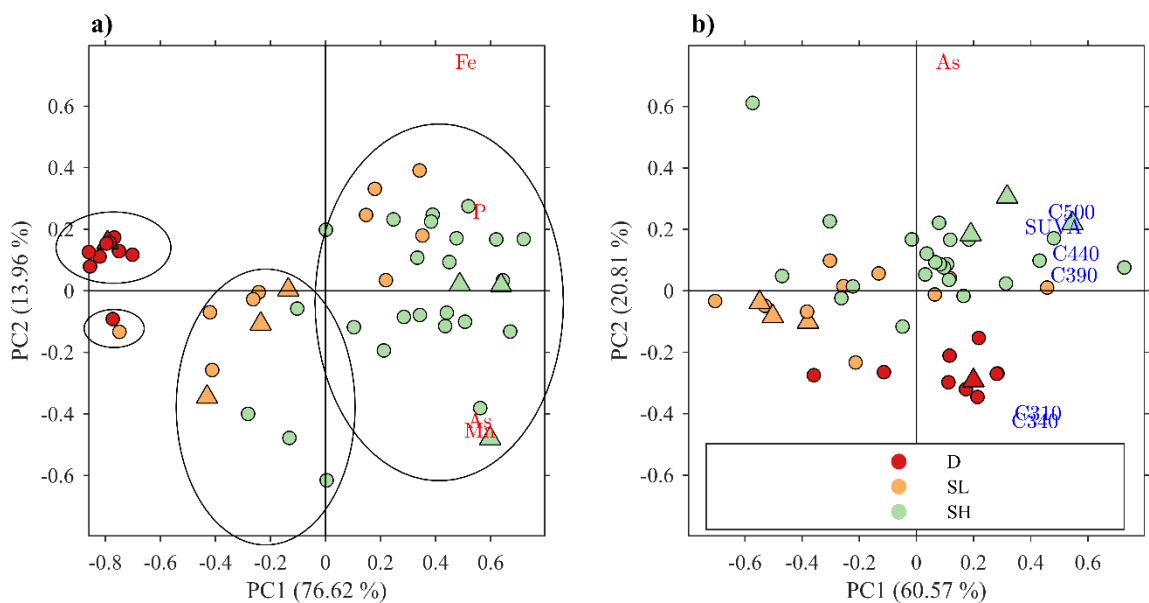 a)
Fe
0.6
0.4
P
0.2
0
-0.2
-0.4
As
Mn
-0.6
-0.8 -0.6 -0.4 -0.2 0 0.2 0.4 0.6
PC1 (76.62 %)
PC2 (13.96 %)
b)
As
0.6
0.4
C500
SUVA
0.2
C440
C390
0
-0.2
C310
-0.4
C340
D
SL
-0.6
SH
-0.6 -0.4 -0.2 0 0.2 0.4 0.6
PC1 (60.57 %)
PC2 (20.81 %)